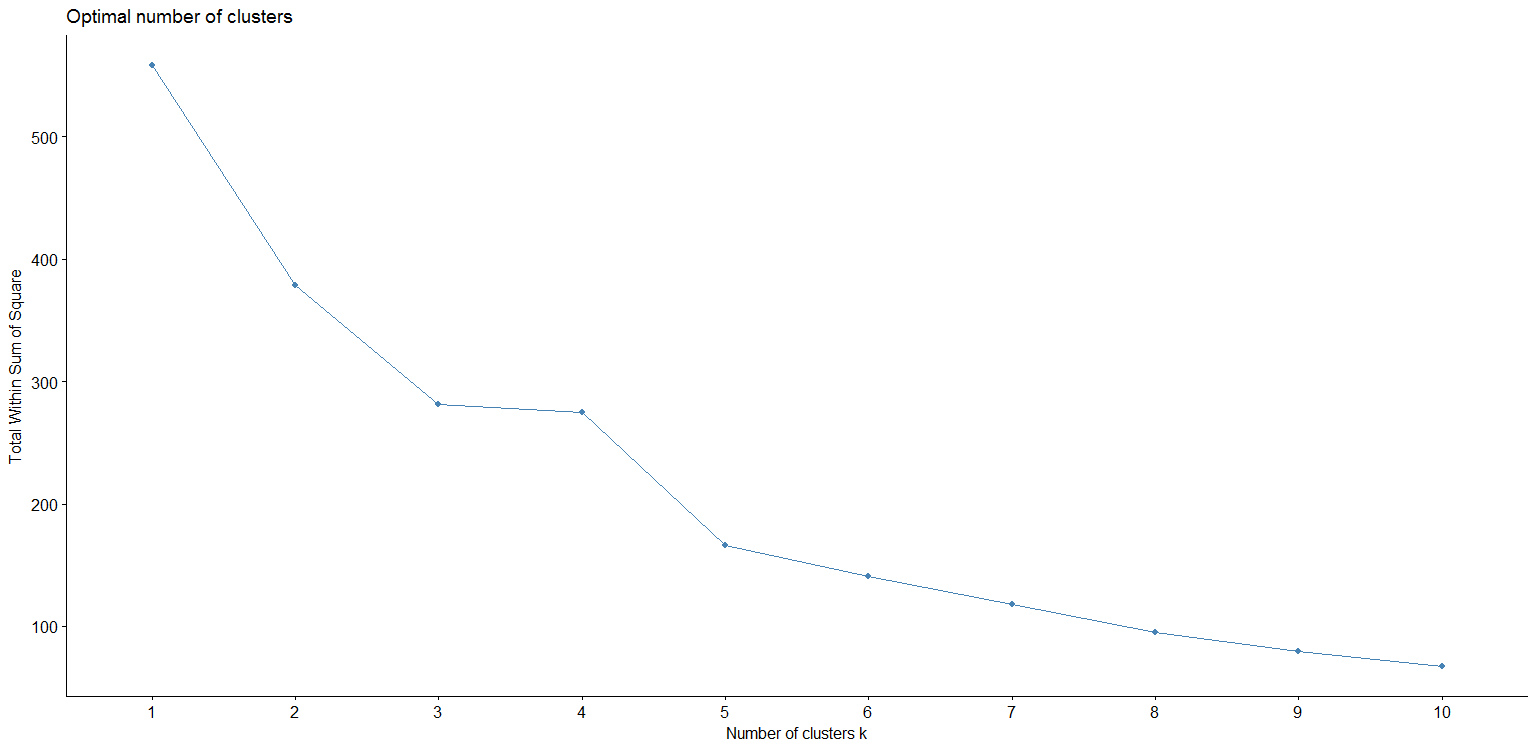 Optimal number of clusters
Total Within Sum of Square
500
400
300
200
100
1 2 3 4 5 6 7 8 9 10
Number of clusters k